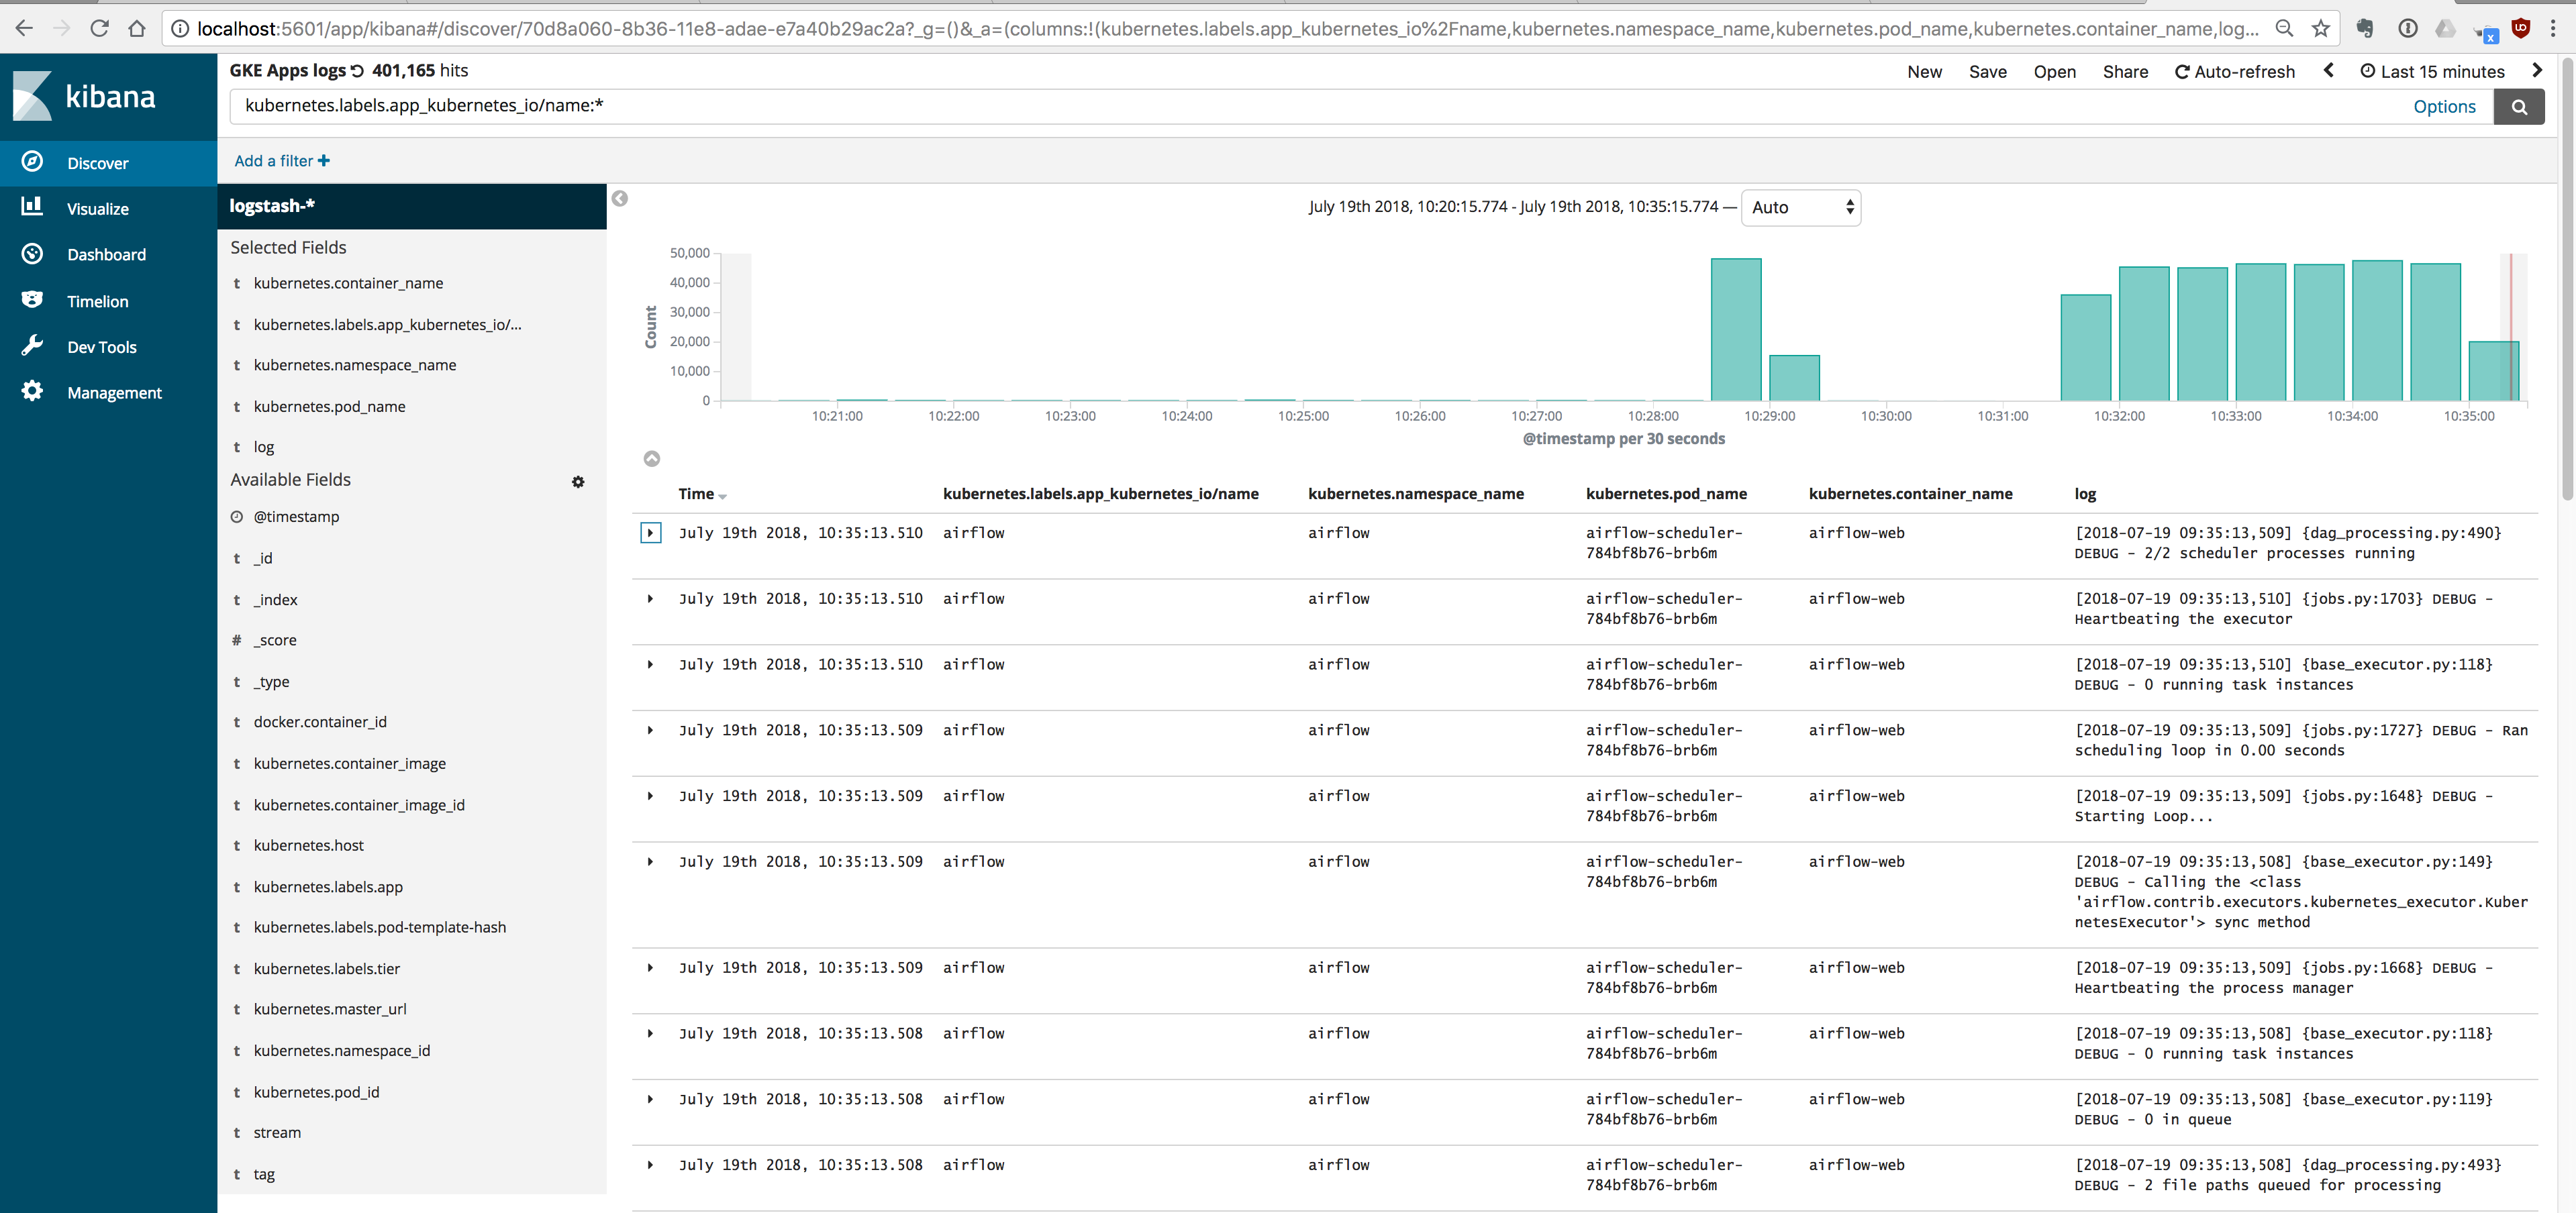 localhost:5601/app/kibana#/discover/70d8a060-8b36-11e8-adae-e7a40b29ac2a?_g=()&_a=(columns:!(kubernetes.labels.app_kubernetes_io%2Fname,kubernetes.namespace_name,kubernetes.pod_name,kubernetes.container_name,log...
kibana
Discover
Visualize
Dashboard
Timelion
Dev Tools
Management
GKE Apps logs 401,165 hits
New Save Open Share Auto-refresh Last 15 minutes
kubernetes.labels.app_kubernetes_io/name:*
Options
Add a filter
logstash-*
Selected Fields
t kubernetes.container_name
t kubernetes.labels.app_kubernetes_io/...
t kubernetes.namespace_name
t kubernetes.pod_name
t log
Available Fields
@timestamp
t _id
t _index
# _score
t _type
t docker.container_id
t kubernetes.container_image
t kubernetes.container_image_id
t kubernetes.host
t kubernetes.labels.app
t kubernetes.labels.pod-template-hash
t kubernetes.labels.tier
t kubernetes.master_url
t kubernetes.namespace_id
t kubernetes.pod_id
t stream
t tag
July 19th 2018, 10:20:15.774 - July 19th 2018, 10:35:15.774 — Auto
50,000
40,000
30,000
20,000
10,000
0
Count
10:21:00 10:22:00 10:23:00 10:24:00 10:25:00 10:26:00 10:27:00 10:28:00 10:29:00 10:30:00 10:31:00 10:32:00 10:33:00 10:34:00 10:35:00
@timestamp per 30 seconds
Time kubernetes.labels.app_kubernetes_io/name kubernetes.namespace_name kubernetes.pod_name kubernetes.container_name log
July 19th 2018, 10:35:13.510 airflow airflow airflow-scheduler- airflow-web [2018-07-19 09:35:13,509] {dag_processing.py:490}
784bf8b76-brb6m DEBUG - 2/2 scheduler processes running
July 19th 2018, 10:35:13.510 airflow airflow airflow-scheduler- airflow-web [2018-07-19 09:35:13,510] {jobs.py:1703} DEBUG -
784bf8b76-brb6m Heartbeating the executor
July 19th 2018, 10:35:13.510 airflow airflow airflow-scheduler- airflow-web [2018-07-19 09:35:13,510] {base_executor.py:118}
784bf8b76-brb6m DEBUG - 0 running task instances
July 19th 2018, 10:35:13.509 airflow airflow airflow-scheduler- airflow-web [2018-07-19 09:35:13,509] {jobs.py:1727} DEBUG - Ran
784bf8b76-brb6m scheduling loop in 0.00 seconds
July 19th 2018, 10:35:13.509 airflow airflow airflow-scheduler- airflow-web [2018-07-19 09:35:13,509] {jobs.py:1648} DEBUG -
784bf8b76-brb6m Starting Loop...
July 19th 2018, 10:35:13.509 airflow airflow airflow-scheduler- airflow-web [2018-07-19 09:35:13,508] {base_executor.py:149}
784bf8b76-brb6m DEBUG - Calling the <class
'airflow.contrib.executors.kubernetes_executor.Kuber
netesExecutor'> sync method
July 19th 2018, 10:35:13.509 airflow airflow airflow-scheduler- airflow-web [2018-07-19 09:35:13,509] {jobs.py:1668} DEBUG -
784bf8b76-brb6m Heartbeating the process manager
July 19th 2018, 10:35:13.508 airflow airflow airflow-scheduler- airflow-web [2018-07-19 09:35:13,508] {base_executor.py:118}
784bf8b76-brb6m DEBUG - 0 running task instances
July 19th 2018, 10:35:13.508 airflow airflow airflow-scheduler- airflow-web [2018-07-19 09:35:13,508] {base_executor.py:119}
784bf8b76-brb6m DEBUG - 0 in queue
July 19th 2018, 10:35:13.508 airflow airflow airflow-scheduler- airflow-web [2018-07-19 09:35:13,508] {dag_processing.py:493}
784bf8b76-brb6m DEBUG - 2 file paths queued for processing